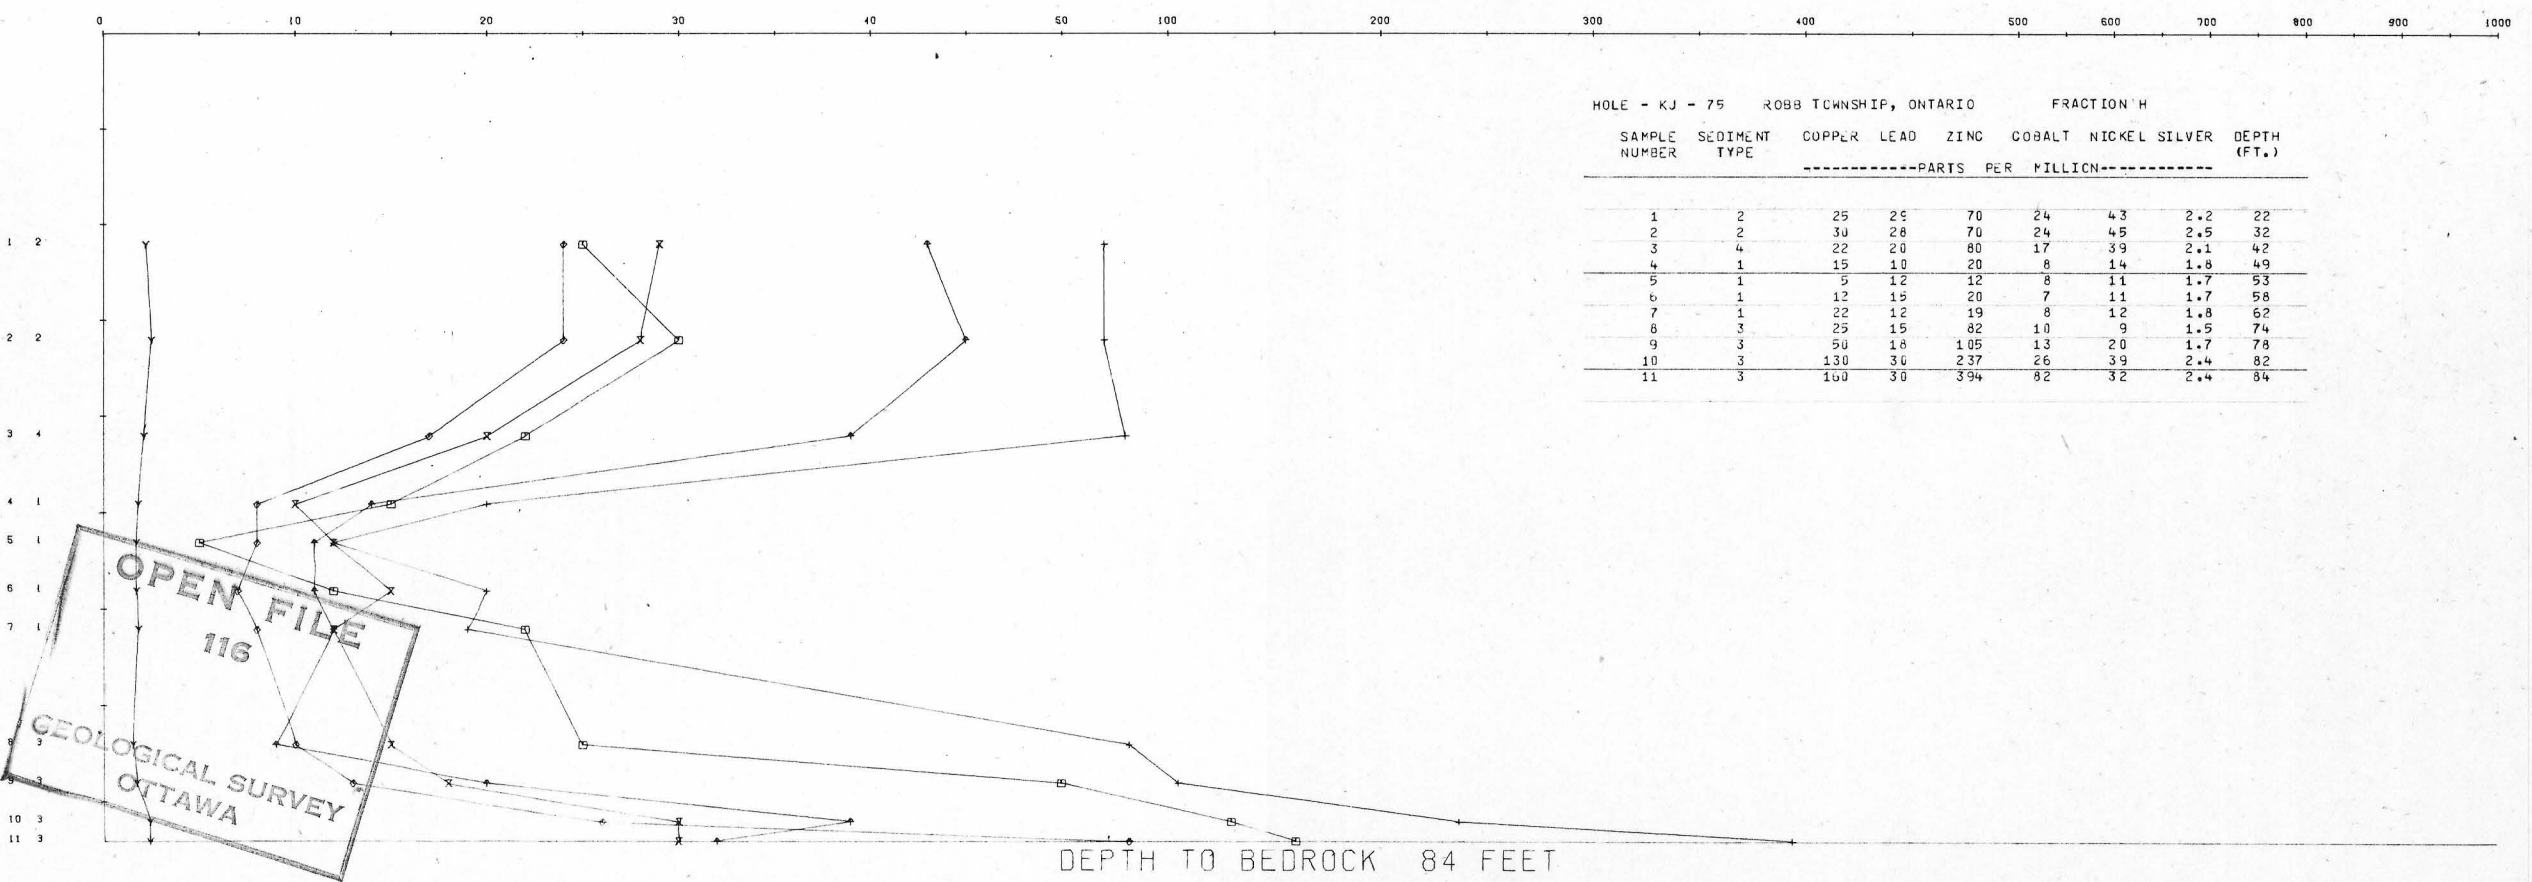 0 10 20 30 40 50 100 200 300 400 500 600 700 800 900 1000
HOLE - KJ - 75 ROBB TOWNSHIP, ONTARIO FRACTION H
SAMPLE SEDIMENT COPPER LEAD ZINC COBALT NICKEL SILVER DEPTH
NUMBER TYPE (FT.)
------------PARTS PER MILLION------------
1 2 25 29 70 24 43 2.2 22
2 2 30 28 70 24 45 2.5 32
3 4 22 20 80 17 39 2.1 42
4 1 15 10 20 8 14 1.8 49
5 1 5 12 12 8 11 1.7 53
6 1 12 15 20 7 11 1.7 58
7 1 22 12 19 8 12 1.8 62
8 3 25 15 82 10 9 1.5 74
9 3 50 18 105 13 20 1.7 78
10 3 130 30 237 26 39 2.4 82
11 3 160 30 394 82 32 2.4 84
1 2
2 2
3 4
4 1
5 1
6 1
7 1
8 3
9 3
10 3
11 3
OPEN FILE
116
GEOLOGICAL SURVEY
OTTAWA
DEPTH TO BEDROCK 84 FEET